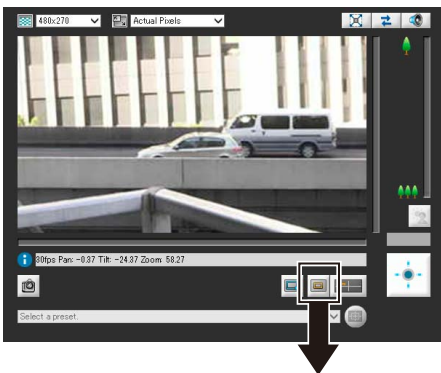 480x270 Actual Pixels
30fps Pan: -0.37 Tilt: -24.37 Zoom: 58.27
Select a preset.